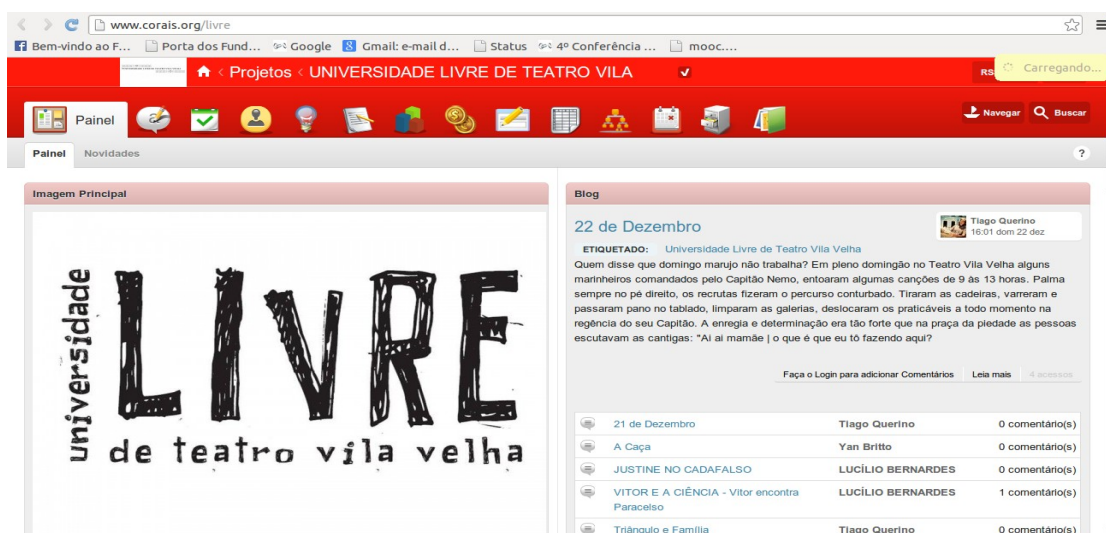 www.corais.org/livre
Bem-vindo ao F... Porta dos Fund... Google Gmail: e-mail d... Status 4º Conferência ... mooc....
Projetos < UNIVERSIDADE LIVRE DE TEATRO VILA
Carregando...
Painel
Navegar Buscar
Painel Novidades ?
Imagem Principal
universidade
LIVRE
de teatro vila velha
Blog
22 de Dezembro
Tiago Querino
16:01 dom 22 dez
ETIQUETADO: Universidade Livre de Teatro Vila Velha
Quem disse que domingo marujo não trabalha? Em pleno domingão no Teatro Vila Velha alguns
marinheiros comandados pelo Capitão Nemo, entoaram algumas canções de 9 às 13 horas. Palma
sempre no pé direito, os recrutas fizeram o percurso conturbado. Tiraram as cadeiras, varreram e
passaram pano no tablado, limparam as galerias, deslocaram os praticáveis a todo momento na
regência do seu Capitão. A enregia e determinação era tão forte que na praça da piedade as pessoas
escutavam as cantigas: "Ai ai mamãe | o que é que eu tô fazendo aqui?
Faça o Login para adicionar Comentários Leia mais 4 acessos
21 de Dezembro Tiago Querino 0 comentário(s)
A Caça Yan Britto 0 comentário(s)
JUSTINE NO CADAFALSO LUCÍLIO BERNARDES 0 comentário(s)
VITOR E A CIÊNCIA - Vitor encontra LUCÍLIO BERNARDES 1 comentário(s)
Paracelso
Triângulo e Família Tiago Querino 0 comentário(s)